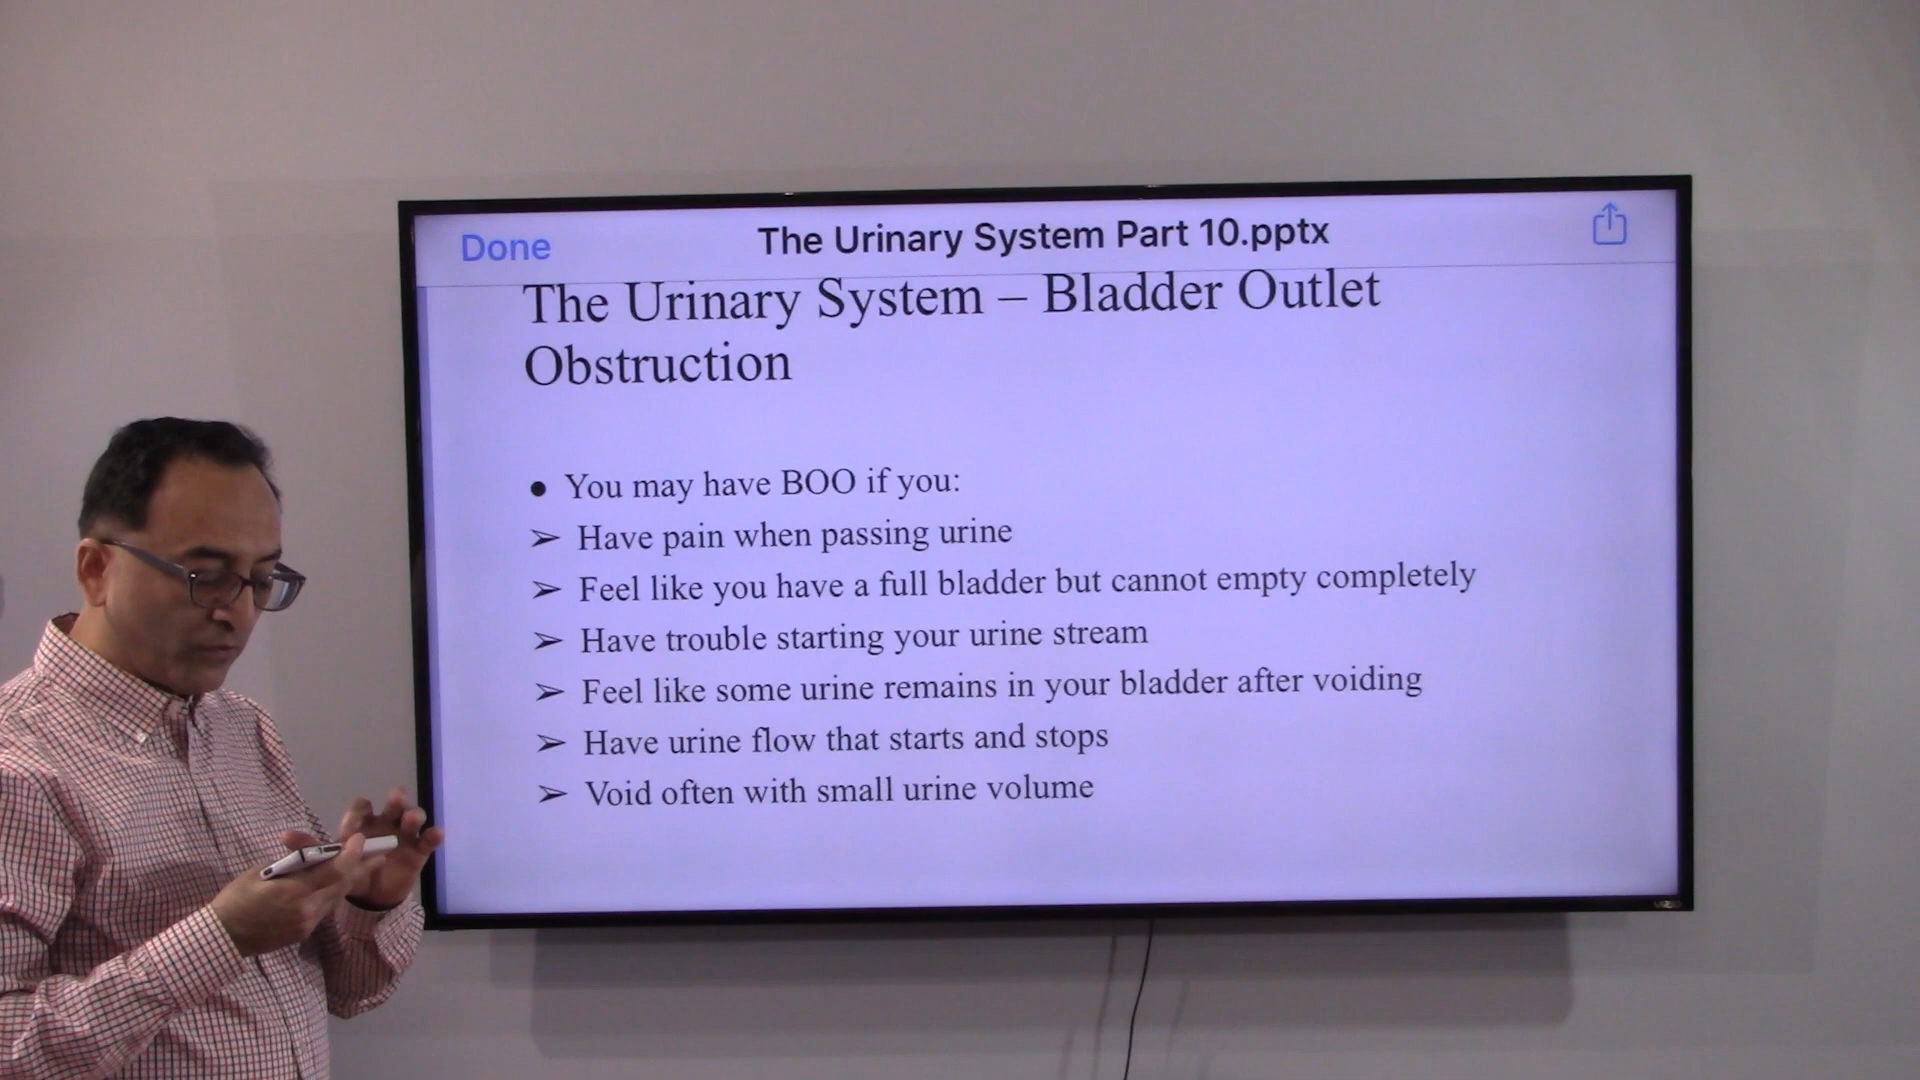 Done
The Urinary System Part 10.pptx
The Urinary System – Bladder Outlet
Obstruction
● You may have BOO if you:
➢ Have pain when passing urine
➢ Feel like you have a full bladder but cannot empty completely
➢ Have trouble starting your urine stream
➢ Feel like some urine remains in your bladder after voiding
➢ Have urine flow that starts and stops
➢ Void often with small urine volume
VIZIO